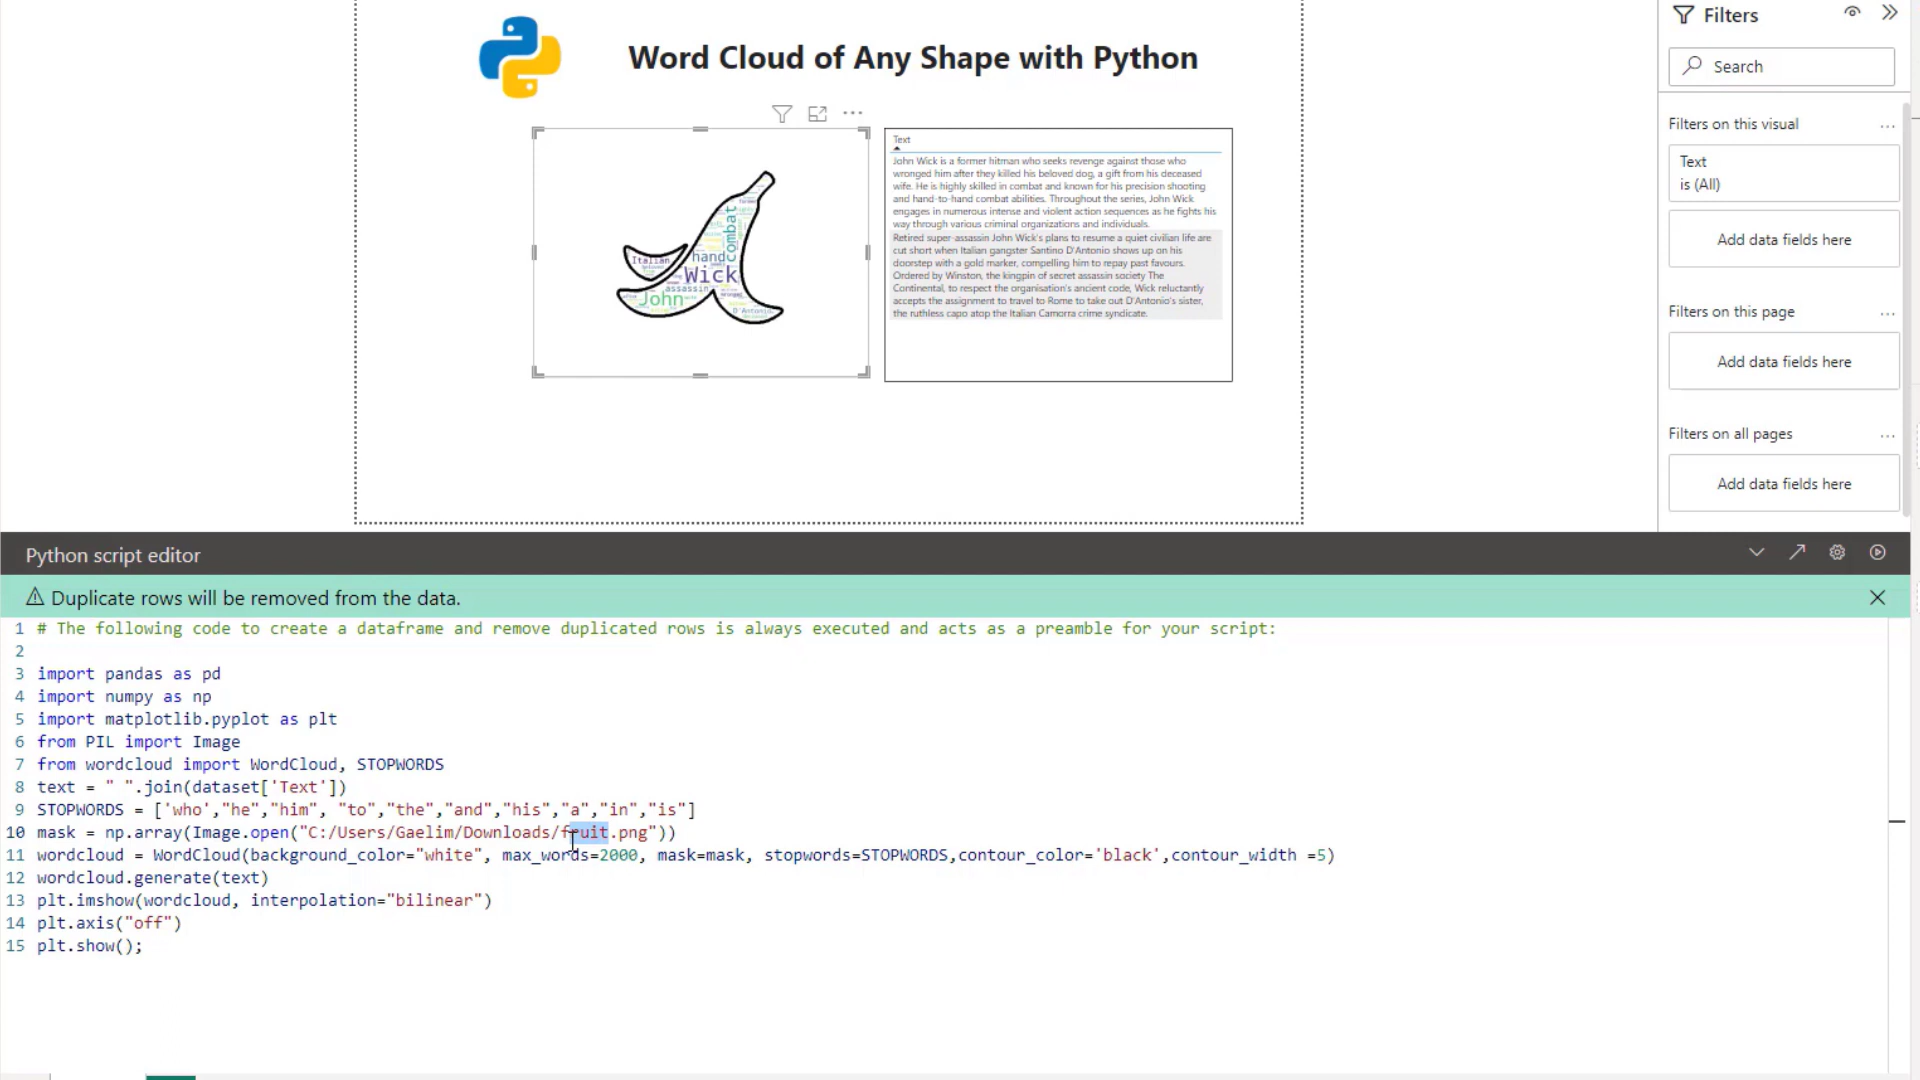 Word Cloud of Any Shape with Python
Filters
Search
Filters on this visual
Text
is (All)
Add data fields here
Filters on this page
Add data fields here
Filters on all pages
Add data fields here
Italian
combat
hand
Wick
assassin
John
D'Antonio
Text
John Wick is a former hitman who seeks revenge against those who
wronged him after they killed his beloved dog, a gift from his deceased
wife. He is highly skilled in combat and known for his precision shooting
and hand-to-hand combat abilities. Throughout the series, John Wick
engages in numerous intense and violent action sequences as he fights his
way through various criminal organizations and individuals.
Retired super-assassin John Wick's plans to resume a quiet civilian life are
cut short when Italian gangster Santino D'Antonio shows up on his
doorstep with a gold marker, compelling him to repay past favours.
Ordered by Winston, the kingpin of secret assassin society The
Continental, to respect the organisation's ancient code, Wick reluctantly
accepts the assignment to travel to Rome to take out D'Antonio's sister,
the ruthless capo atop the Italian Camorra crime syndicate.
Python script editor
Duplicate rows will be removed from the data.
1 # The following code to create a dataframe and remove duplicated rows is always executed and acts as a preamble for your script:
2
3 import pandas as pd
4 import numpy as np
5 import matplotlib.pyplot as plt
6 from PIL import Image
7 from wordcloud import WordCloud, STOPWORDS
8 text = " ".join(dataset['Text'])
9 STOPWORDS = ['who',"he","him", "to","the","and","his","a","in","is"]
10 mask = np.array(Image.open("C:/Users/Gaelim/Downloads/fruit.png"))
11 wordcloud = WordCloud(background_color="white", max_words=2000, mask=mask, stopwords=STOPWORDS,contour_color='black',contour_width =5)
12 wordcloud.generate(text)
13 plt.imshow(wordcloud, interpolation="bilinear")
14 plt.axis("off")
15 plt.show();